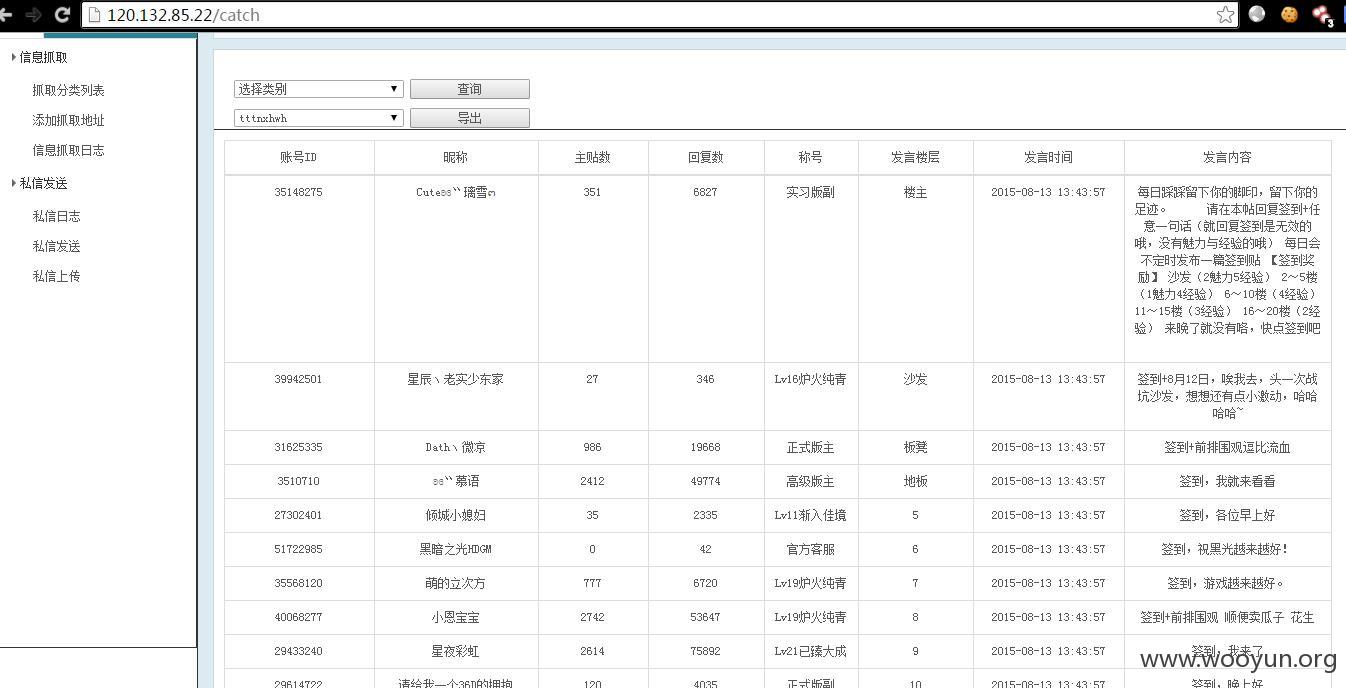 120.132.85.22/catch
3
信息抓取
抓取分类列表
添加抓取地址
信息抓取日志
私信发送
私信日志
私信发送
私信上传
选择类别 查询
tttnxhwh 导出
账号ID 昵称 主贴数 回复数 称号 发言楼层 发言时间 发言内容
35148275 Cute 璃雪 351 6827 实习版副 楼主 2015-08-13 13:43:57 每日踩踩留下你的脚印，留下你的
足迹。 请在本帖回复签到+任
意一句话（就回复签到是无效的
哦，没有魅力与经验的哦） 每日会
不定时发布一篇签到贴 【签到奖
励】 沙发（2魅力5经验） 2～5楼
（1魅力4经验） 6～10楼（4经验）
11～15楼（3经验） 16～20楼（2经
验） 来晚了就没有咯，快点签到吧
39942501 星辰ヽ老实少东家 27 346 Lv16炉火纯青 沙发 2015-08-13 13:43:57 签到+8月12日，唉我去，头一次战
坑沙发，想想还有点小激动，哈哈
哈哈~
31625335 Dathヽ微凉 986 19668 正式版主 板凳 2015-08-13 13:43:57 签到+前排围观逗比流血
3510710 慕语 2412 49774 高级版主 地板 2015-08-13 13:43:57 签到，我就来看看
27302401 倾城小媳妇 35 2335 Lv11渐入佳境 5 2015-08-13 13:43:57 签到，各位早上好
51722985 黑暗之光HDGM 0 42 官方客服 6 2015-08-13 13:43:57 签到，祝黑光越来越好！
35568120 萌的立次方 777 6720 Lv19炉火纯青 7 2015-08-13 13:43:57 签到，游戏越来越好。
40068277 小恩宝宝 2742 53647 Lv19炉火纯青 8 2015-08-13 13:43:57 签到+前排围观 顺便卖瓜子 花生
29433240 星夜彩虹 2614 75892 Lv21已臻大成 9 2015-08-13 13:43:57 签到，我来了
29614722 请给我一个36D的拥抱 120 4035 正式版副 10 2015-08-13 13:43:57 签到，晚上好
www.wooyun.org